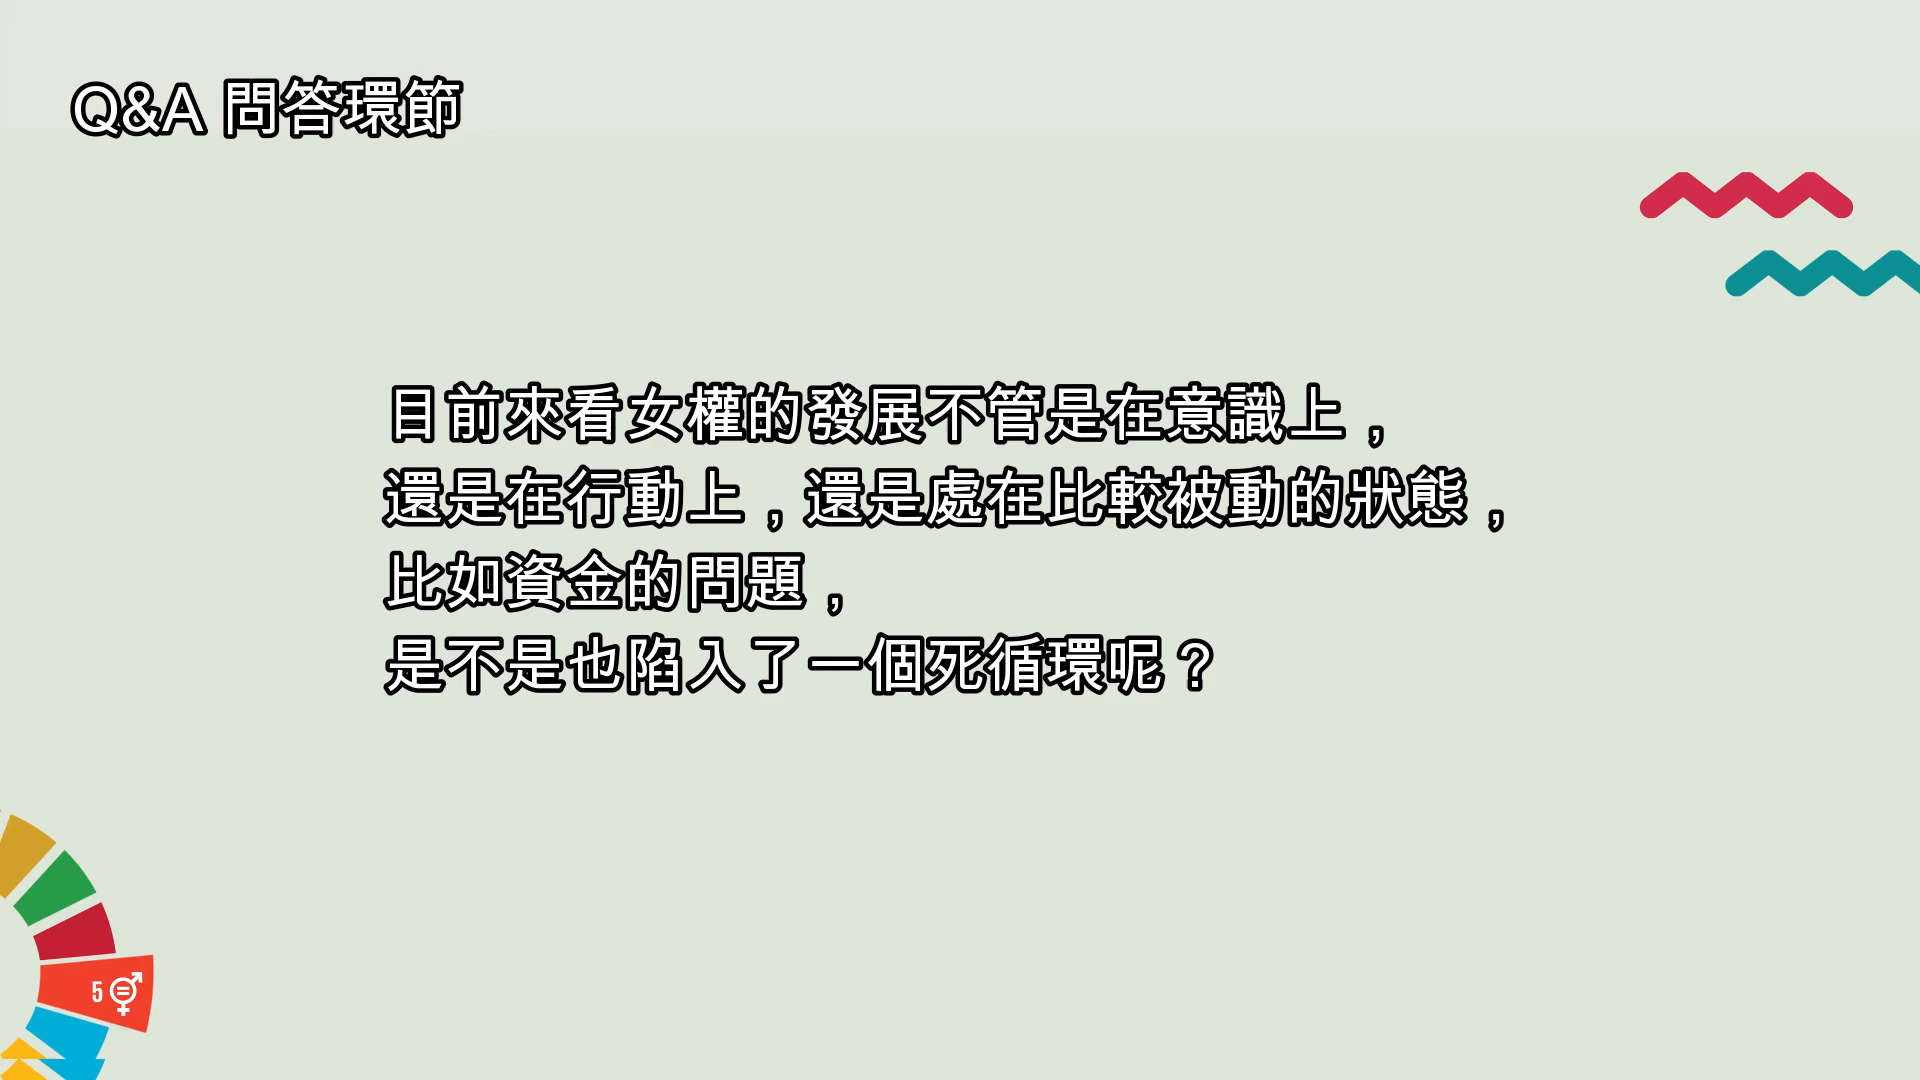 Q&A 問答環節
目前來看女權的發展不管是在意識上，
還是在行動上，還是處在比較被動的狀態，
比如資金的問題，
是不是也陷入了一個死循環呢？
5